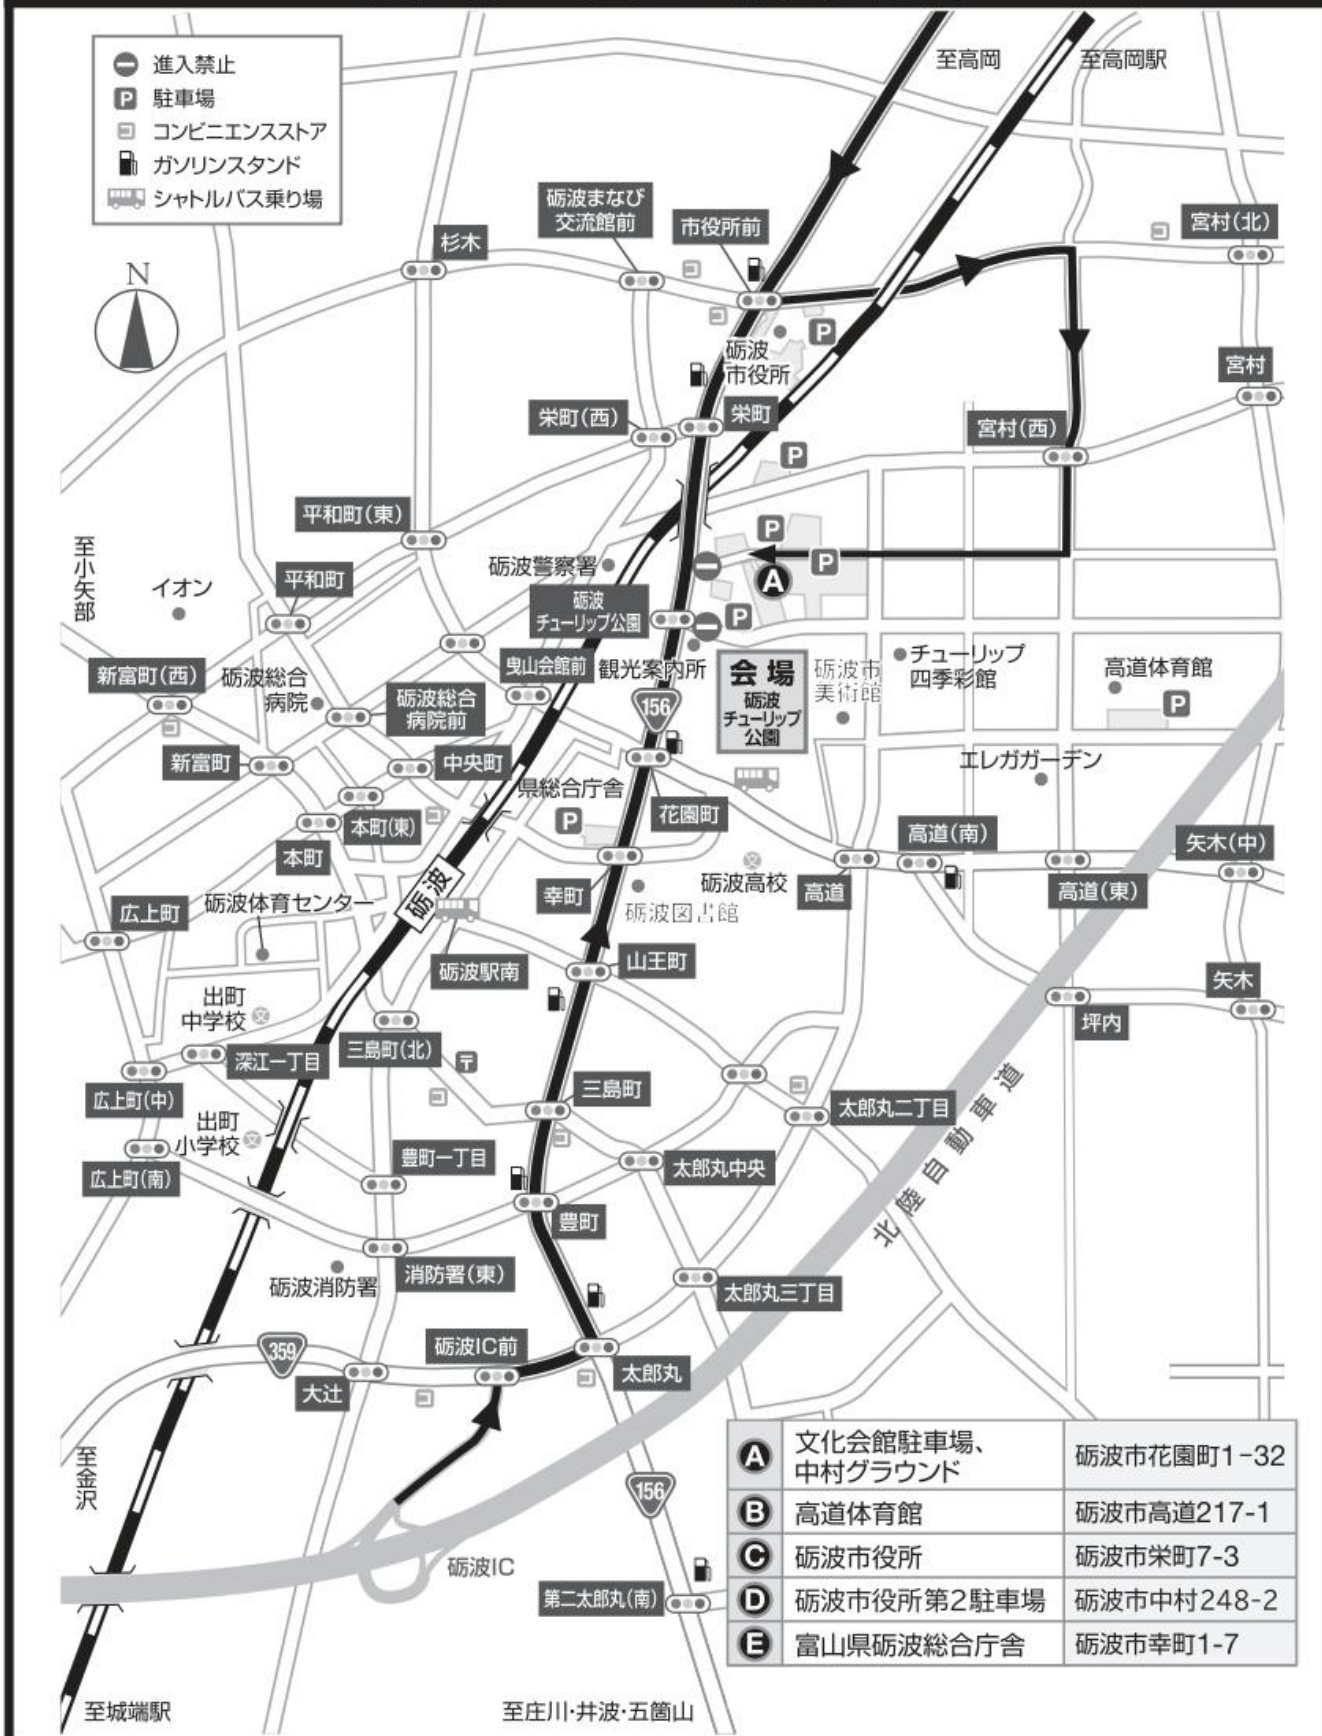 進入禁止
P 駐車場
コンビニエンスストア
ガソリンスタンド
シャトルバス乗り場
N
至高岡
至高岡駅
砺波まなび
交流館前
市役所前
杉木
宮村(北)
P
砺波
市役所
宮村
栄町(西)
栄町
宮村(西)
P
平和町(東)
至小矢部
P
砺波警察署
P
A
イオン
平和町
砺波
チューリップ公園
P
新富町(西)
砺波総合
病院
曳山会館前
観光案内所
会場
砺波
チューリップ
公園
砺波市
美術館
チューリップ
四季彩館
高道体育館
P
砺波総合
病院前
156
新富町
中央町
県総合庁舎
エレガガーデン
P
花園町
本町(東)
本町
高道(南)
矢木(中)
文
砺波高校
高道
高道(東)
広上町
砺波体育センター
砺波
幸町
砺波図書館
砺波駅南
山王町
矢木
出町
中学校
文
坪内
深江一丁目
三島町(北)
〒
広上町(中)
三島町
太郎丸二丁目
北陸自動車道
出町
小学校
文
豊町一丁目
太郎丸中央
広上町(南)
豊町
砺波消防署
消防署(東)
太郎丸三丁目
359
砺波IC前
大辻
太郎丸
至金沢
156
砺波IC
第二太郎丸(南)
至城端駅
至庄川・井波・五箇山
A 文化会館駐車場、
中村グラウンド 砺波市花園町1-32
B 高道体育館 砺波市高道217-1
C 砺波市役所 砺波市栄町7-3
D 砺波市役所第2駐車場 砺波市中村248-2
E 富山県砺波総合庁舎 砺波市幸町1-7